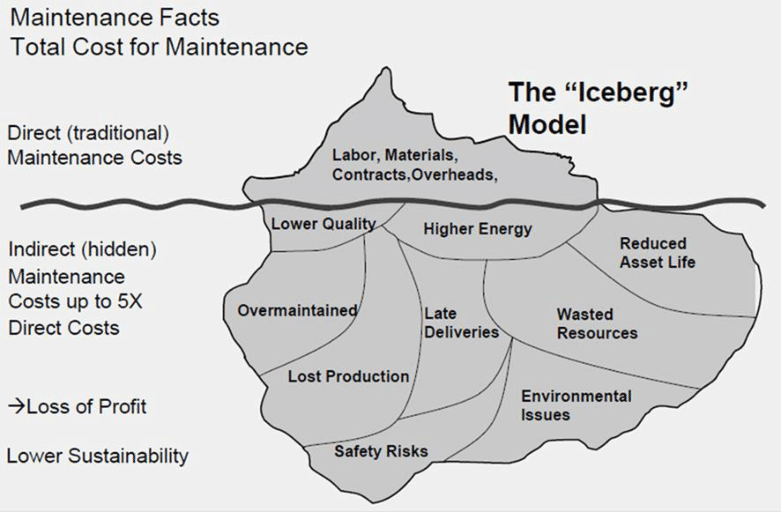 Maintenance Facts
Total Cost for Maintenance
The “Iceberg”
Model
Direct (traditional)
Maintenance Costs
Labor, Materials,
Contracts,Overheads,
Lower Quality
Higher Energy
Reduced
Asset Life
Indirect (hidden)
Maintenance
Costs up to 5X
Direct Costs
Overmaintained
Late
Deliveries
Wasted
Resources
Lost Production
Environmental
Issues
→Loss of Profit
Safety Risks
Lower Sustainability